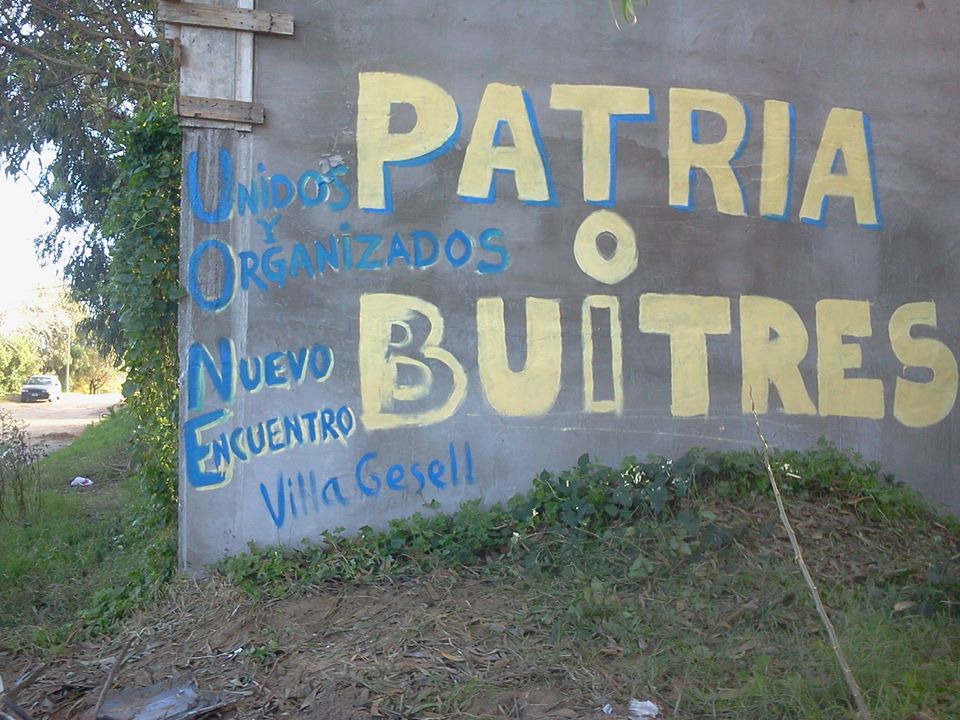 PATRIA
O
BUITRES
UNIDOS
Y
ORGANIZADOS
NUEVO
ENCUENTRO
Villa Gesell